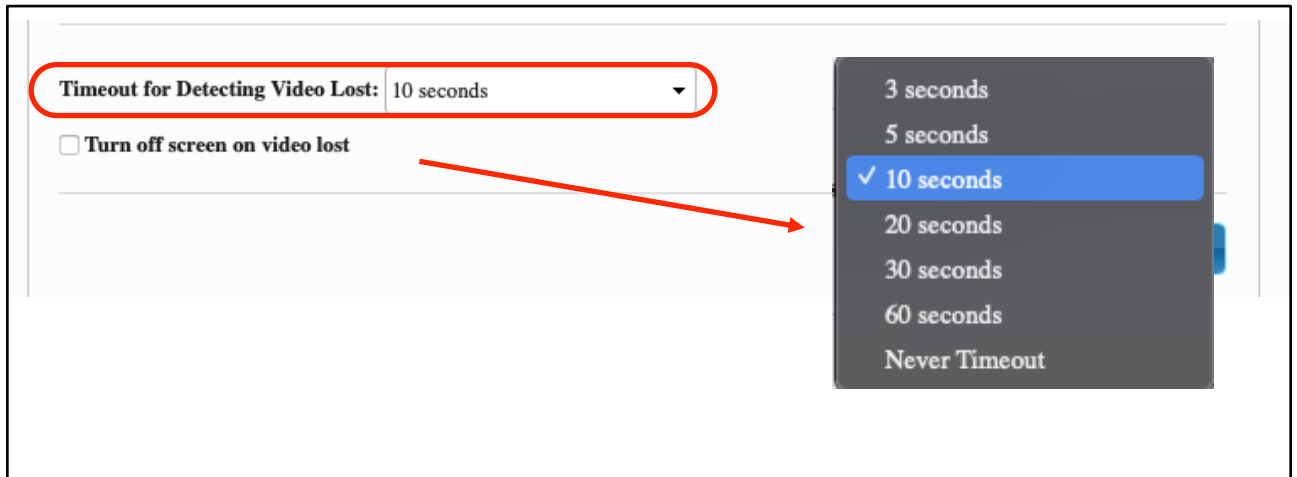 Timeout for Detecting Video Lost: 10 seconds
Turn off screen on video lost
3 seconds
5 seconds
✓ 10 seconds
20 seconds
30 seconds
60 seconds
Never Timeout